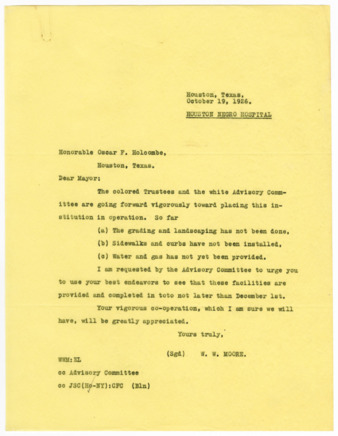 Houston, Texas.
October 19, 1926.
HOUSTON NEGRO HOSPITAL
Honorable Oscar F. Holcombe,
Houston, Texas.
Dear Mayor:
The colored Trustees and the white Advisory Com-
mittee are going forward vigorously toward placing this in-
stitution in operation. So far
(a) The grading and landscaping has not been done,
(b) Sidewalks and curbs have not been installed,
(c) Water and gas has not yet been provided.
I am requested by the Advisory Committee to urge you
to use your best endeavors to see that these facilities are
provided and completed in toto not later than December 1st.
Your vigorous co-operation, which I am sure we will
have, will be greatly appreciated.
Yours truly,
(Sgd) W. W. MOORE.
WWM:EL
cc Advisory Committee
cc JSC(Ho-NY):CFC (Bln)